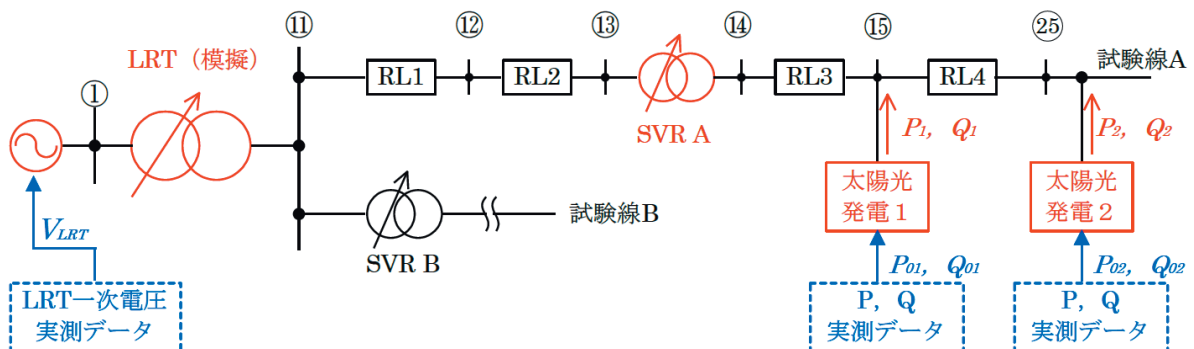 ⑪
⑫
⑬
⑭
⑮
㉕
LRT（模擬）
RL1
RL2
RL3
RL4
試験線A
①
SVR A
P1, Q1
P2, Q2
太陽光
発電１
太陽光
発電２
試験線B
VLRT
SVR B
P01, Q01
P02, Q02
LRT一次電圧
実測データ
P, Q
実測データ
P, Q
実測データ